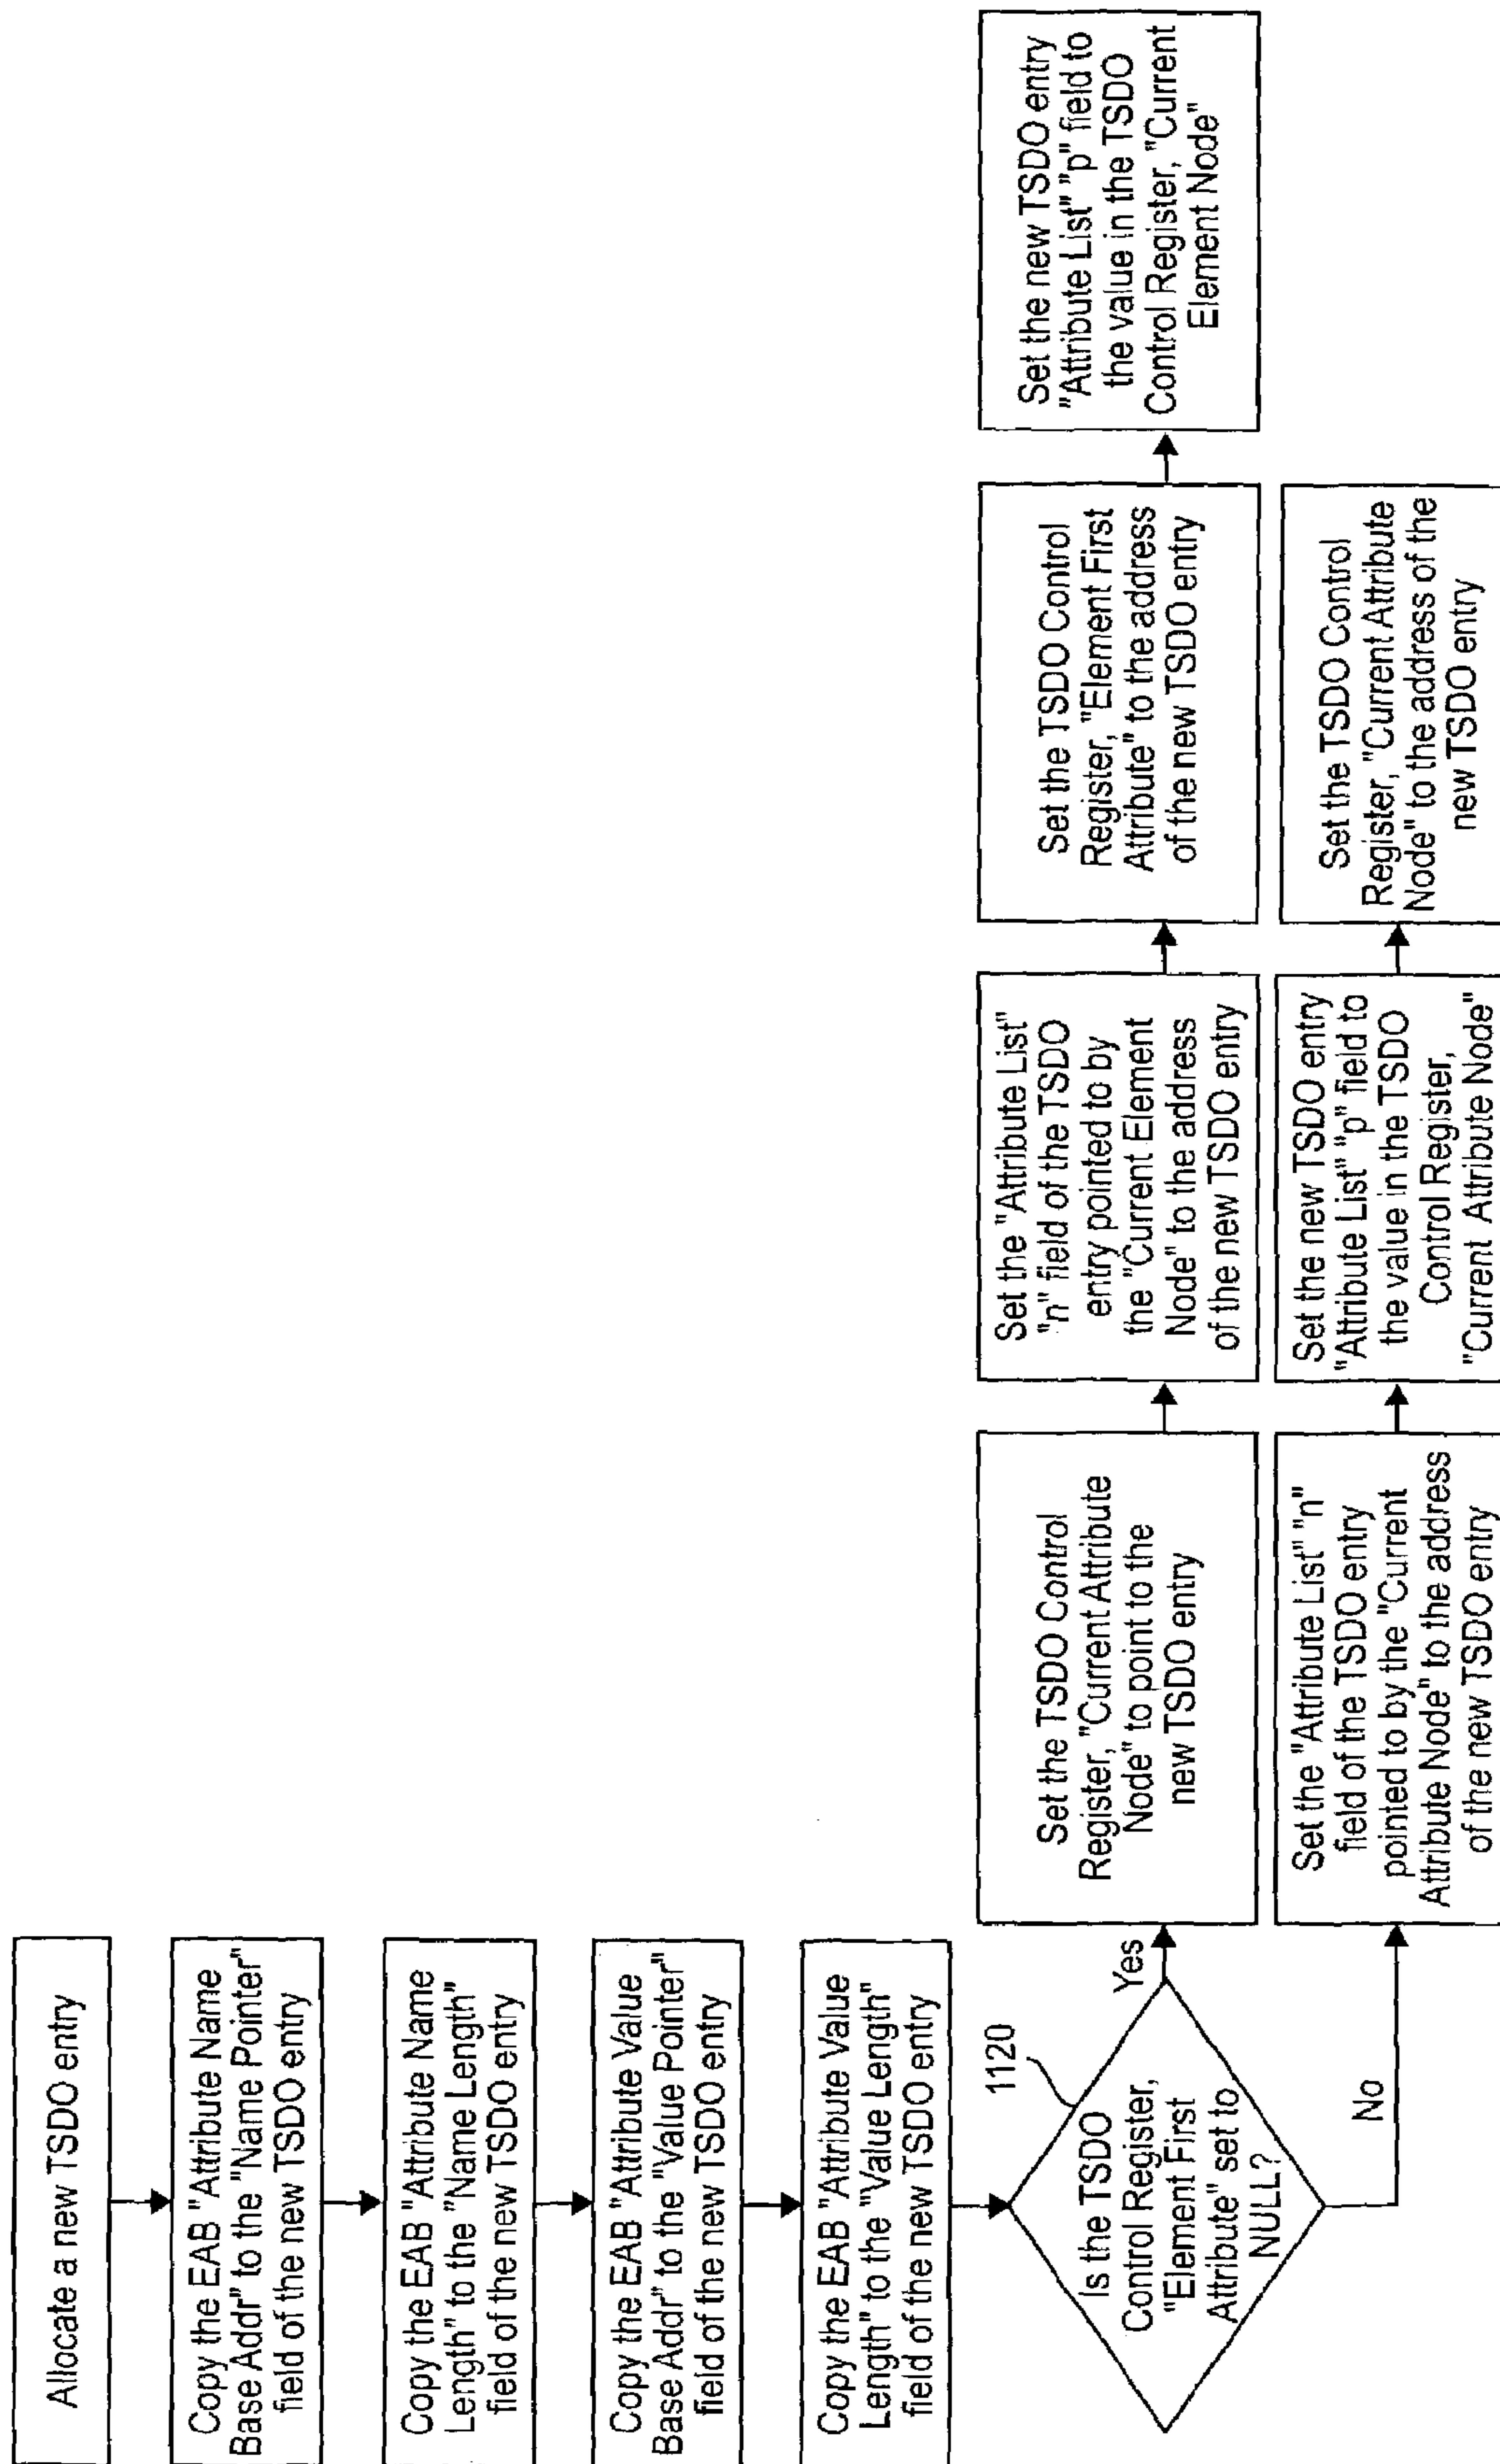 Allocate a new TSDO entry
Copy the EAB "Attribute Name
Base Addr" to the "Name Pointer"
field of the new TSDO entry
Copy the EAB "Attribute Name
Length" to the "Name Length"
field of the new TSDO entry
Copy the EAB "Attribute Value
Base Addr" to the "Value Pointer"
field of the new TSDO entry
Copy the EAB "Attribute Value
Length" to the "Value Length"
field of the new TSDO entry
1120
Is the TSDO
Control Register,
"Element First
Attribute" set to
NULL?
Yes
Set the TSDO Control
Register, "Current Attribute
Node" to point to the
new TSDO entry
Set the "Attribute List"
"n" field of the TSDO
entry pointed to by
the "Current Element
Node" to the address
of the new TSDO entry
Set the TSDO Control
Register, "Element First
Attribute" to the address
of the new TSDO entry
Set the new TSDO entry
"Attribute List" "p" field to
the value in the TSDO
Control Register, "Current
Element Node"
No
Set the "Attribute List" "n"
field of the TSDO entry
pointed to by the "Current
Attribute Node" to the address
of the new TSDO entry
Set the new TSDO entry
"Attribute List" "p" field to
the value in the TSDO
Control Register,
"Current Attribute Node"
Set the TSDO Control
Register, "Current Attribute
Node" to the address of the
new TSDO entry